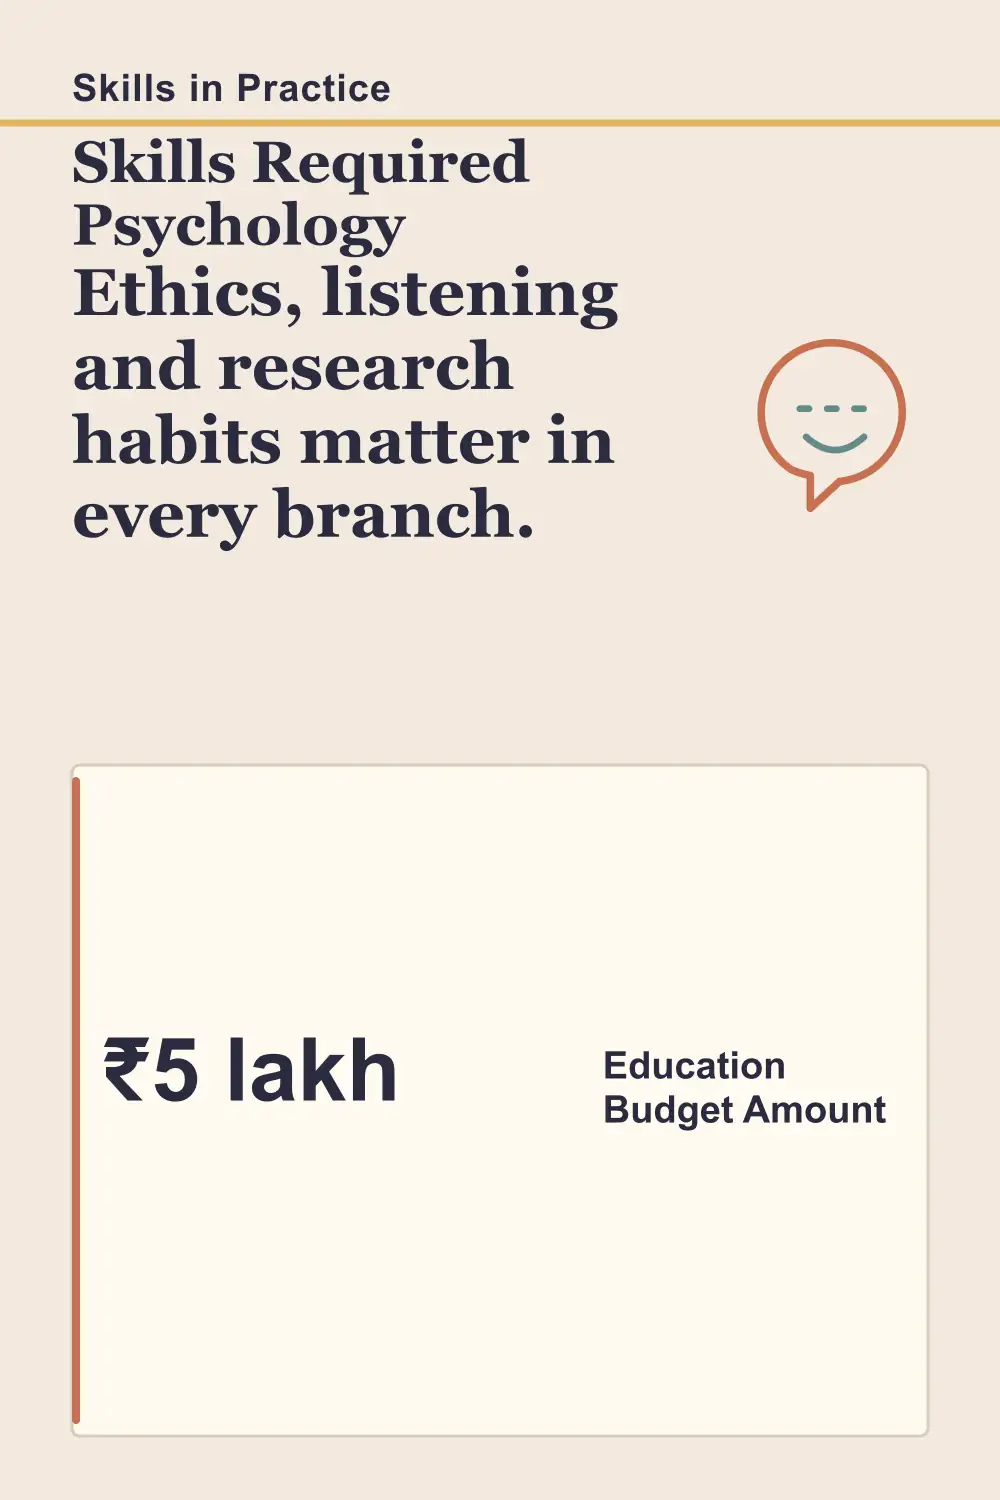 Skills in Practice
Skills Required
Psychology
Ethics, listening
and research
habits matter in
every branch.
₹5 lakh
Education
Budget Amount